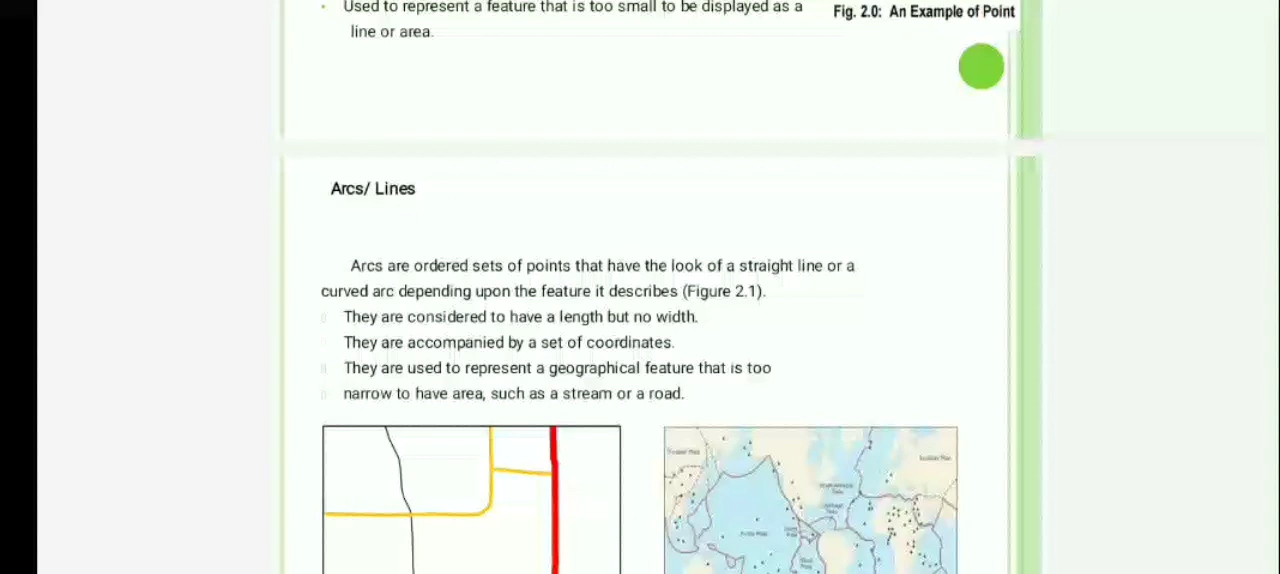 Used to represent a feature that is too small to be displayed as a
line or area.
Fig. 2.0: An Example of Point
Arcs/ Lines
Arcs are ordered sets of points that have the look of a straight line or a
curved arc depending upon the feature it describes (Figure 2.1).
They are considered to have a length but no width.
They are accompanied by a set of coordinates.
They are used to represent a geographical feature that is too
narrow to have area, such as a stream or a road.